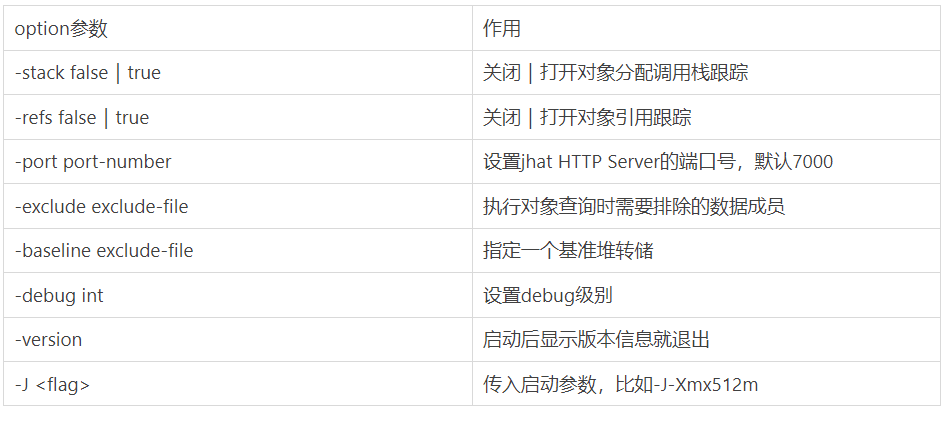 option参数 作用
-stack false | true 关闭 | 打开对象分配调用栈跟踪
-refs false | true 关闭 | 打开对象引用跟踪
-port port-number 设置jhat HTTP Server的端口号，默认7000
-exclude exclude-file 执行对象查询时需要排除的数据成员
-baseline exclude-file 指定一个基准堆转储
-debug int 设置debug级别
-version 启动后显示版本信息就退出
-J <flag> 传入启动参数，比如-J-Xmx512m